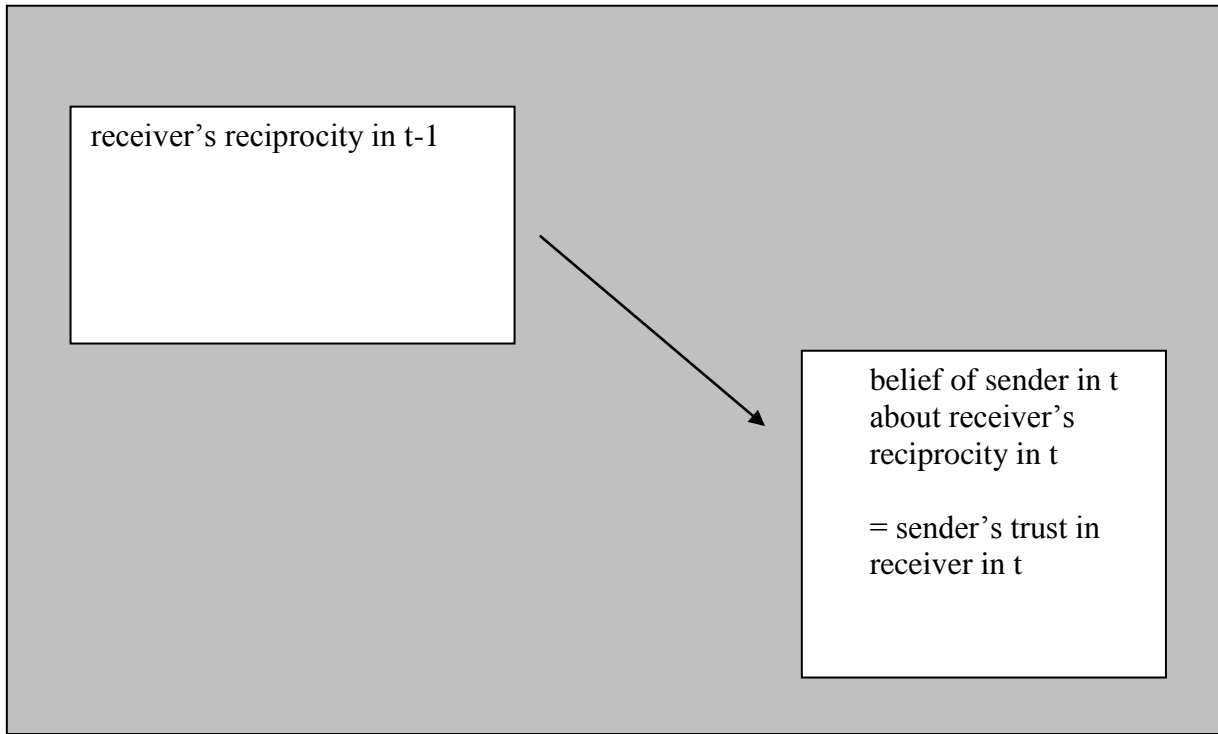 receiver’s reciprocity in t-1
belief of sender in t
about receiver’s
reciprocity in t
= sender’s trust in
receiver in t